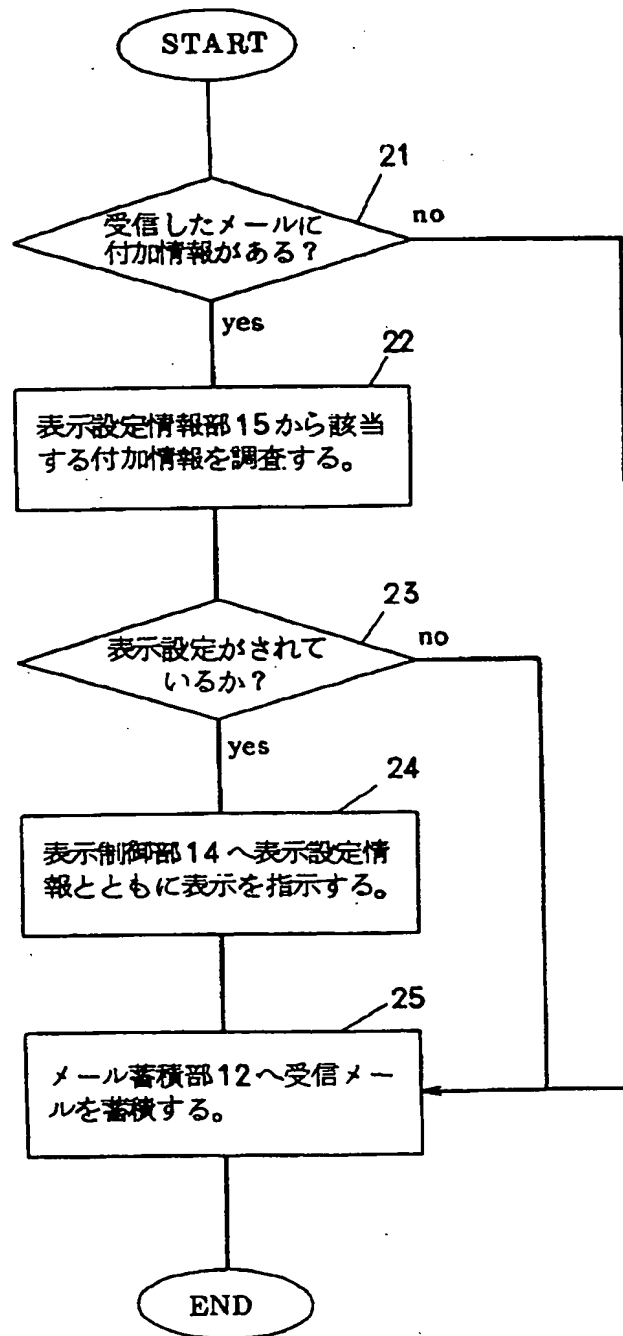 START
21
受信したメールに
付加情報がある?
no
yes
22
表示設定情報部15から該当
する付加情報を調査する。
23
表示設定がされて
いるか?
no
yes
24
表示制御部14へ表示設定情
報とともに表示を指示する。
25
メール蓄積部12へ受信メー
ルを蓄積する。
END